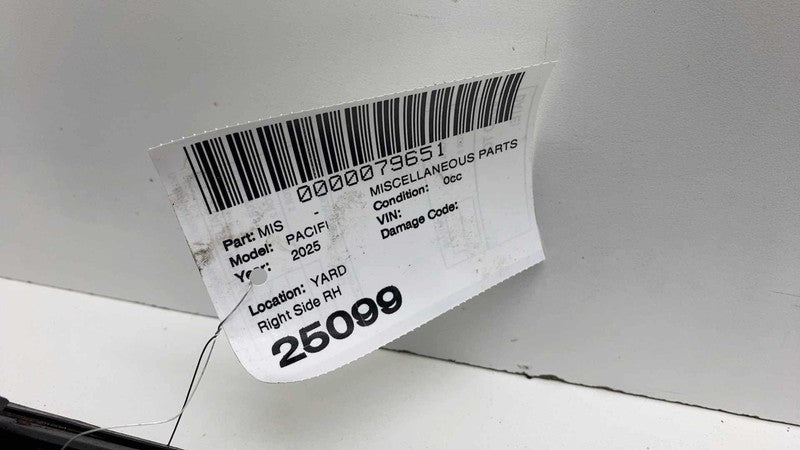 0000079651
Part: MIS - MISCELLANEOUS PARTS
Model: PACIFI Condition: 0cc
Year: 2025 VIN:
Damage Code:
Location: YARD
Right Side RH
25099